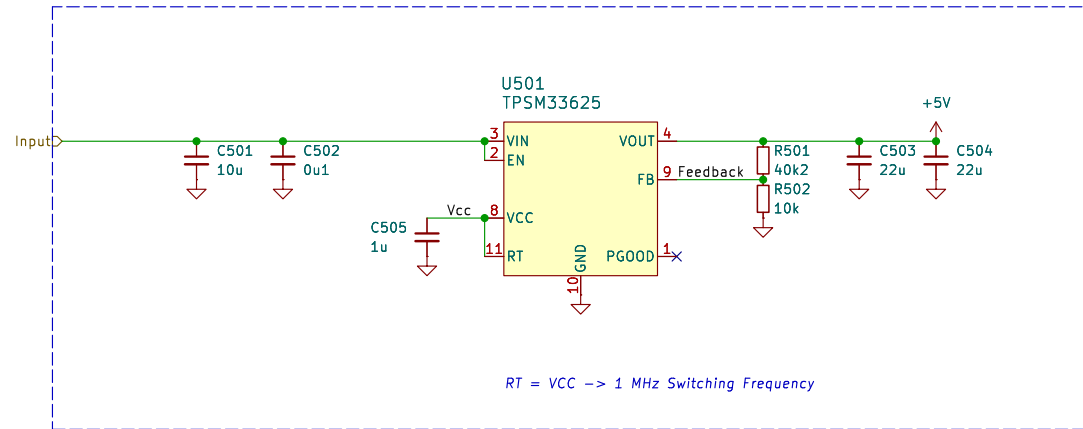 U501
TPSM33625
+5V
Input
C501
10u
C502
0u1
3
VIN
2
EN
VOUT
4
R501
40k2
C503
22u
C504
22u
FB
9
Feedback
R502
10k
Vcc
8
VCC
C505
1u
11
RT
GND
10
PGOOD
1
RT = VCC -> 1 MHz Switching Frequency